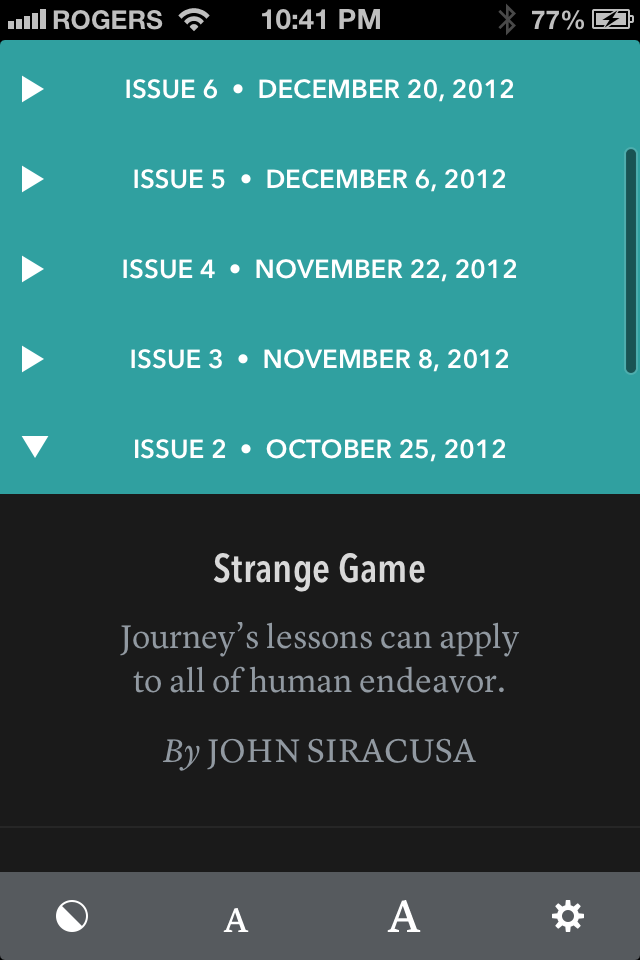 ROGERS 10:41 PM 77%
ISSUE 6 • DECEMBER 20, 2012
ISSUE 5 • DECEMBER 6, 2012
ISSUE 4 • NOVEMBER 22, 2012
ISSUE 3 • NOVEMBER 8, 2012
ISSUE 2 • OCTOBER 25, 2012
Strange Game
Journey’s lessons can apply
to all of human endeavor.
By JOHN SIRACUSA
A A